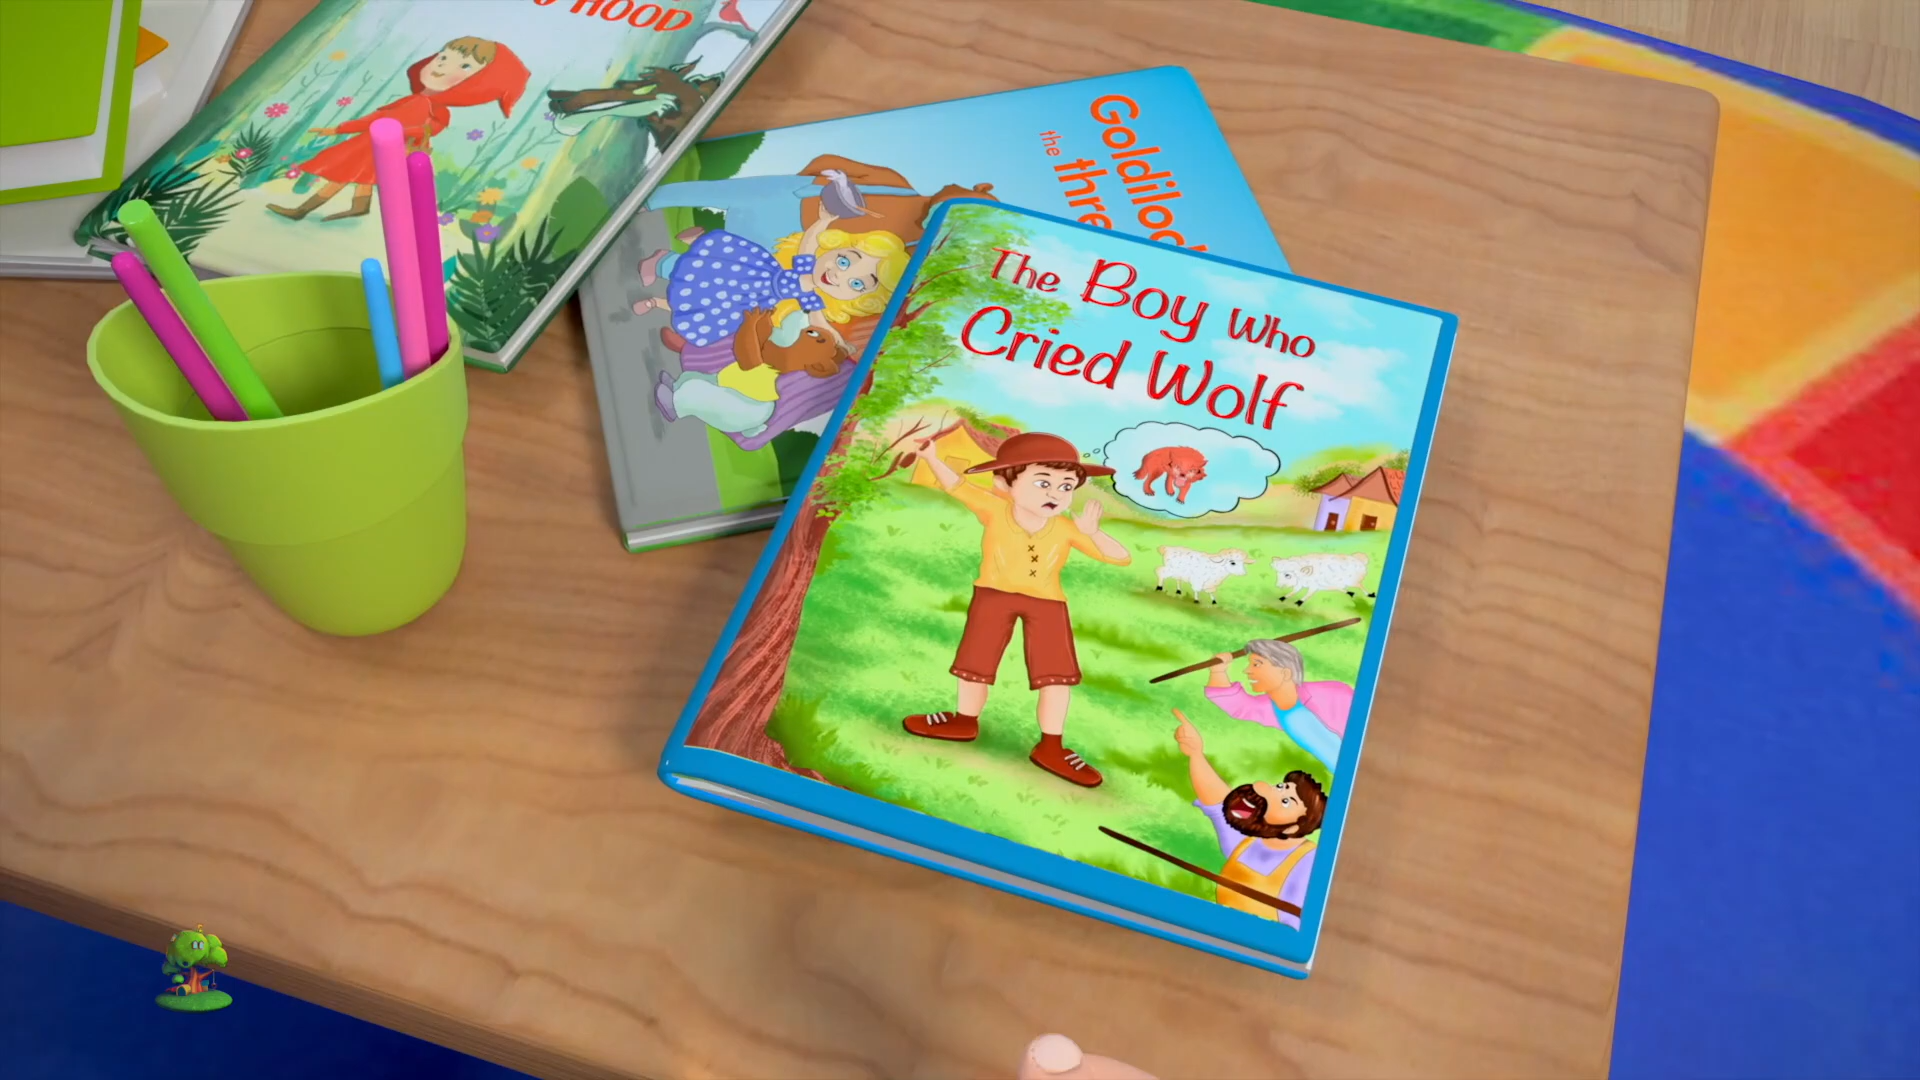 HOOD
Goldiloc
the thre
The Boy Who
Cried Wolf